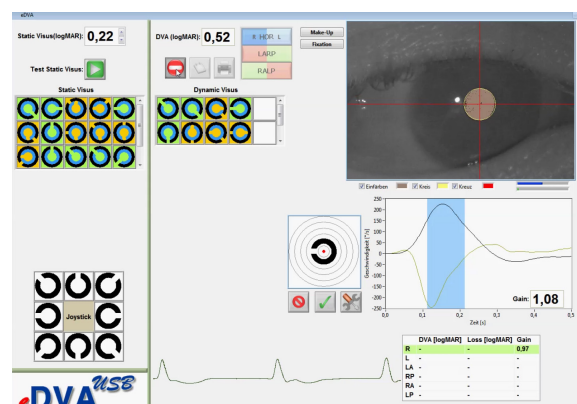 eDVA
Static Visus(logMAR): 0,22
Test Static Visus:
Static Visus
DVA (logMAR): 0,52
R HOR L
LARP
RALP
Make-Up
Fixation
Dynamic Visus
Einfärben
Kreis
Kreuz
Geschwindigkeit [°/s]
250
200
150
100
50
0
-50
-100
-150
-200
-250
0,0 0,1 0,2 0,3 0,4 0,5
Zeit [s]
Gain: 1,08
Joystick
DVA [logMAR] Loss [logMAR] Gain
R - - 0,97
L - - -
LA - - -
RP - - -
RA - - -
LP - - -
eDVA USB